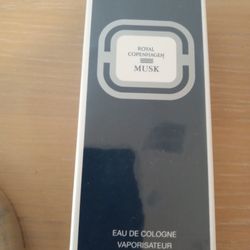 ROYAL
COPENHAGEN
MUSK
EAU DE COLOGNE
VAPORISATEUR